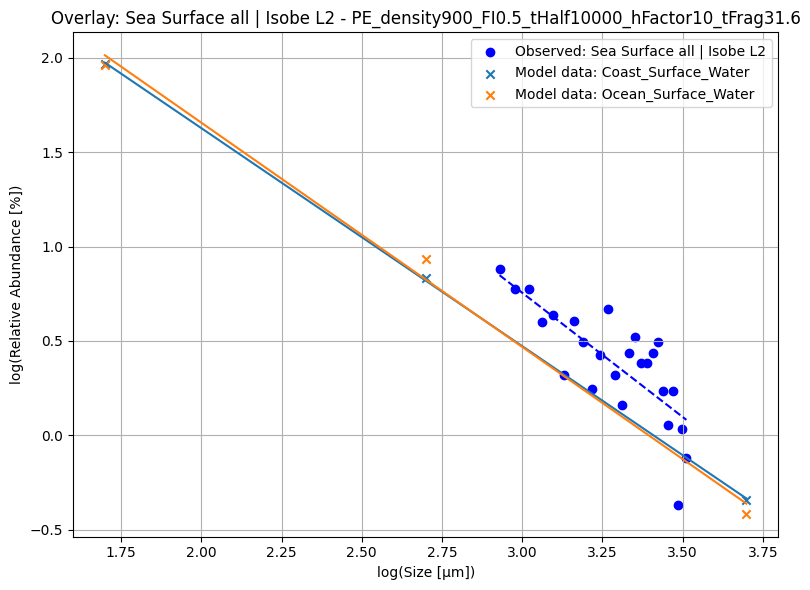 Overlay: Sea Surface all | Isobe L2 - PE_density900_FI0.5_tHalf10000_hFactor10_tFrag31.6
Observed: Sea Surface all | Isobe L2
Model data: Coast_Surface_Water
Model data: Ocean_Surface_Water
log(Relative Abundance [%])
2.0
1.5
1.0
0.5
0.0
−0.5
1.75 2.00 2.25 2.50 2.75 3.00 3.25 3.50 3.75
log(Size [μm])